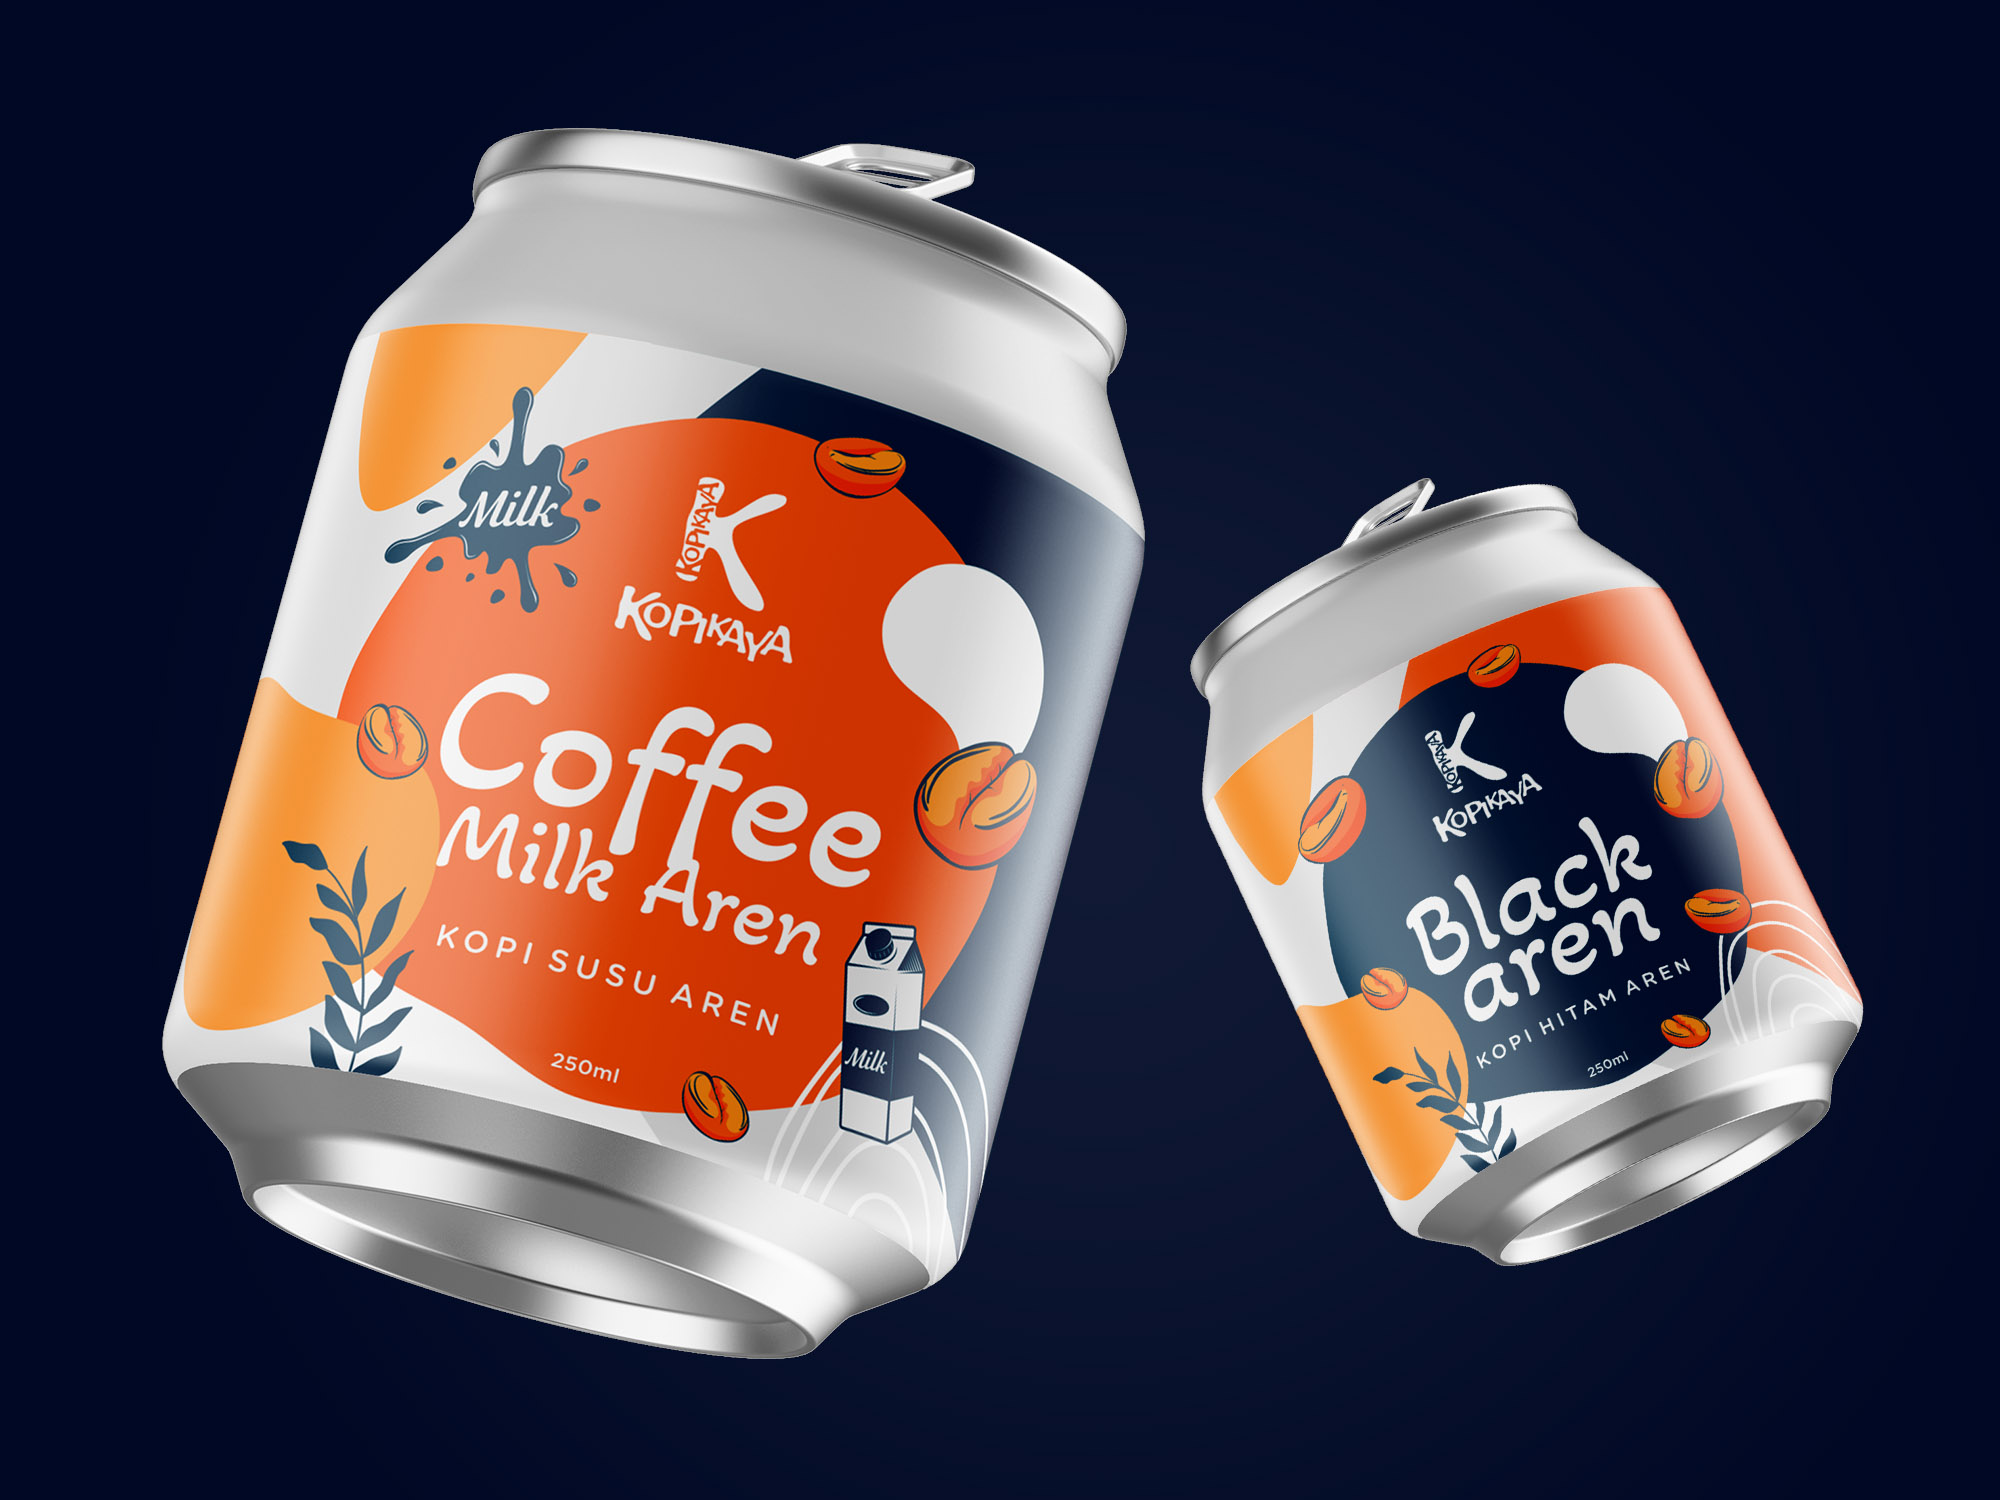 Milk
KOPIKAYA
KOPIKAYA
Coffee
Milk Aren
KOPI SUSU AREN
250ml
Milk
KOPIKAYA
KOPIKAYA
Black
aren
KOPI HITAM AREN
250ml